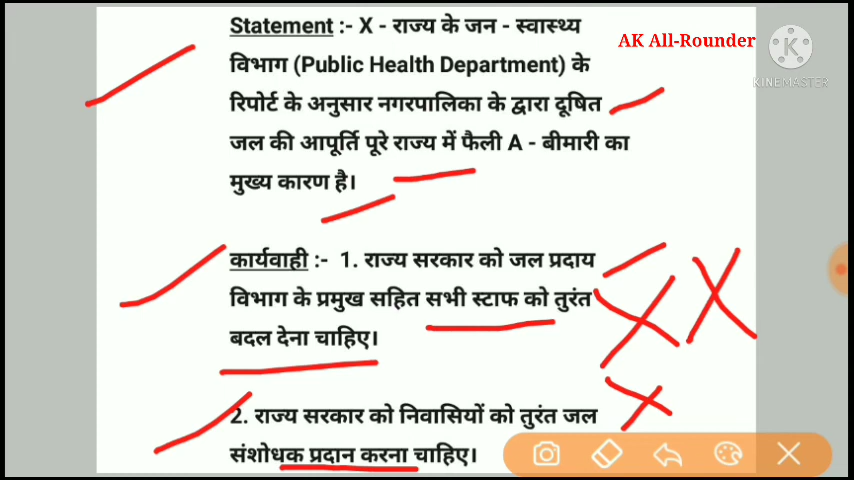 Statement :- X - राज्य के जन - स्वास्थ्य
AK All-Rounder
K
KINEMASTER
विभाग (Public Health Department) के
रिपोर्ट के अनुसार नगरपालिका के द्वारा दूषित
जल की आपूर्ति पूरे राज्य में फैली A - बीमारी का
मुख्य कारण है।
कार्यवाही :- 1. राज्य सरकार को जल प्रदाय
विभाग के प्रमुख सहित सभी स्टाफ को तुरंत
बदल देना चाहिए।
2. राज्य सरकार को निवासियों को तुरंत जल
संशोधक प्रदान करना चाहिए।